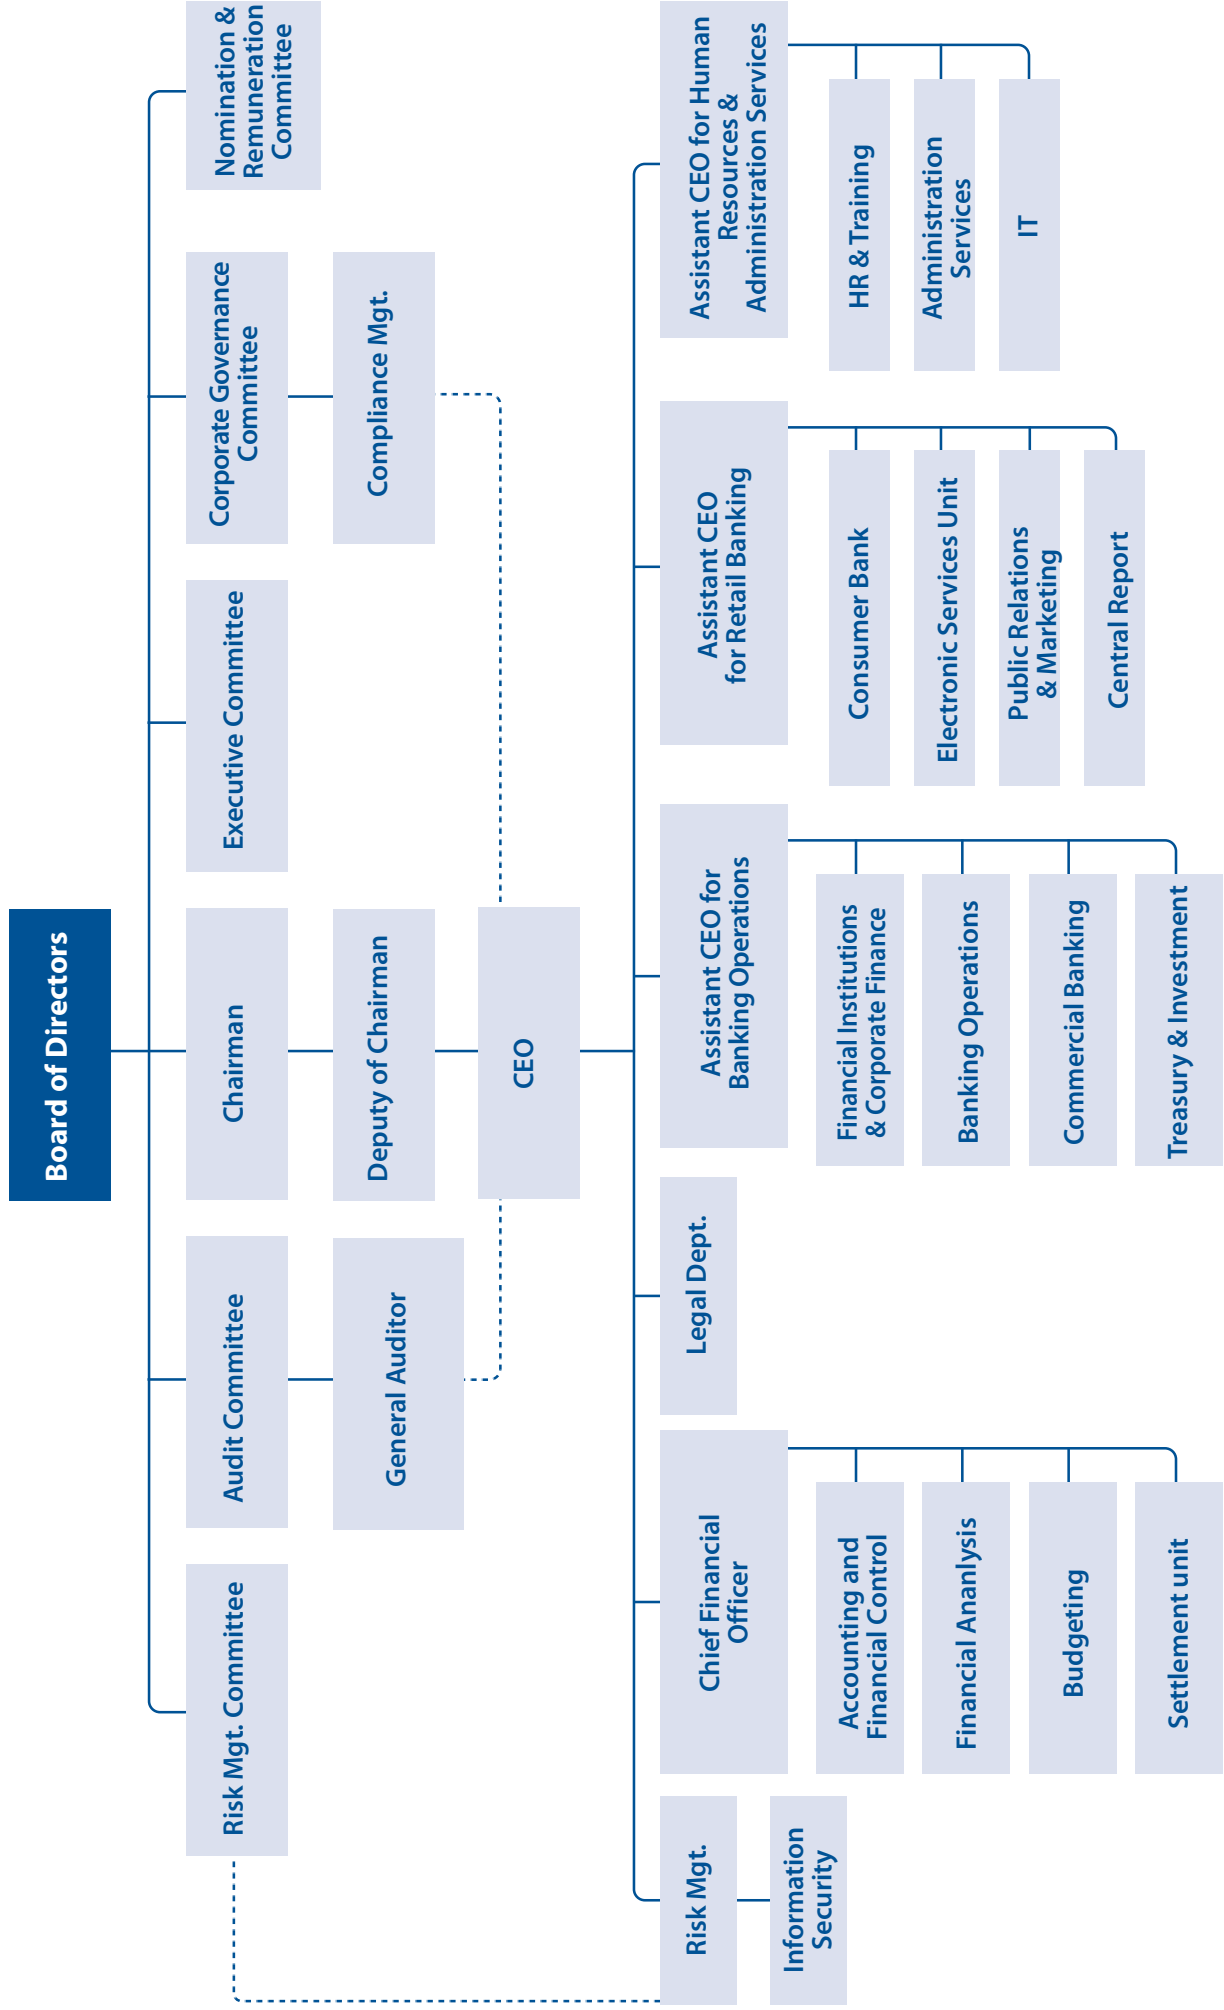 Board of Directors
Risk Mgt. Committee
Audit Committee
Chairman
Executive Committee
Corporate Governance
Committee
Nomination &
Remuneration
Committee
General Auditor
Deputy of Chairman
Compliance Mgt.
CEO
Risk Mgt.
Chief Financial
Officer
Legal Dept.
Assistant CEO for
Banking Operations
Assistant CEO
for Retail Banking
Assistant CEO for Human
Resources &
Administration Services
Information
Security
Accounting and
Financial Control
Financial Ananlysis
Budgeting
Settlement unit
Financial Institutions
& Corporate Finance
Banking Operations
Commercial Banking
Treasury & Investment
Consumer Bank
Electronic Services Unit
Public Relations
& Marketing
Central Report
HR & Training
Administration
Services
IT